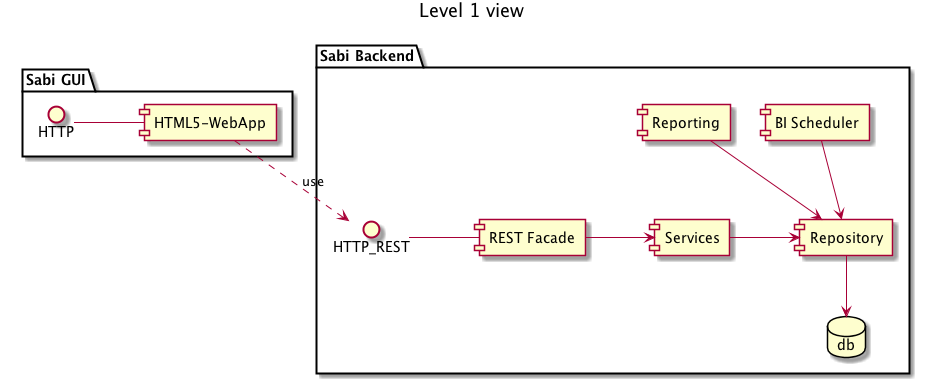 Level 1 view
Sabi Backend
Sabi GUI
HTTP
HTML5-WebApp
Reporting
BI Scheduler
use
HTTP_REST
REST Facade
Services
Repository
db